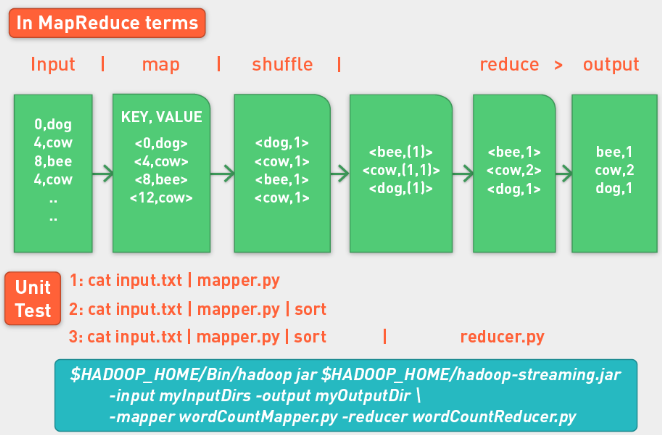 In MapReduce terms
Input | map | shuffle | reduce > output
0,dog
4,cow
8,bee
4,cow
..
..
KEY, VALUE
<0,dog>
<4,cow>
<8,bee>
<12,cow>
<dog,1>
<cow,1>
<bee,1>
<cow,1>
<bee,(1)>
<cow,(1,1)>
<dog,(1)>
<bee,1>
<cow,2>
<dog,1>
bee,1
cow,2
dog,1
Unit
Test
1: cat input.txt | mapper.py
2: cat input.txt | mapper.py | sort
3: cat input.txt | mapper.py | sort | reducer.py
$HADOOP_HOME/Bin/hadoop jar $HADOOP_HOME/hadoop-streaming.jar
-input myInputDirs -output myOutputDir \
-mapper wordCountMapper.py -reducer wordCountReducer.py